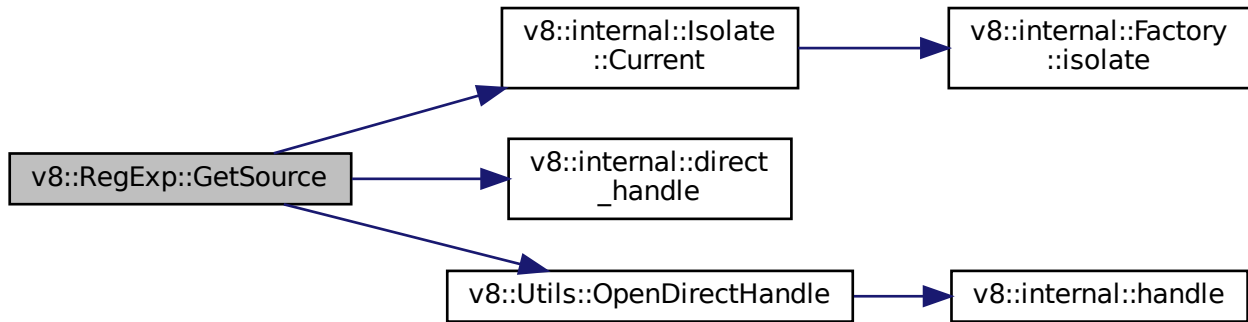 v8::internal::Isolate
::Current
v8::internal::Factory
::isolate
v8::RegExp::GetSource
v8::internal::direct
_handle
v8::Utils::OpenDirectHandle
v8::internal::handle